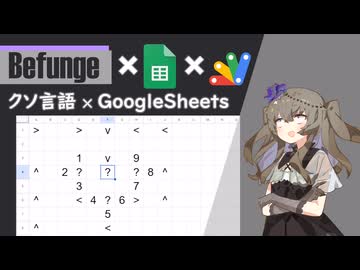 Befunge × ×
クソ言語 × GoogleSheets
> > v < <
1 v 9
^ 2 ? ? ? 8 ^
3 7
^ < 4 ? 6 > ^
5
^ <